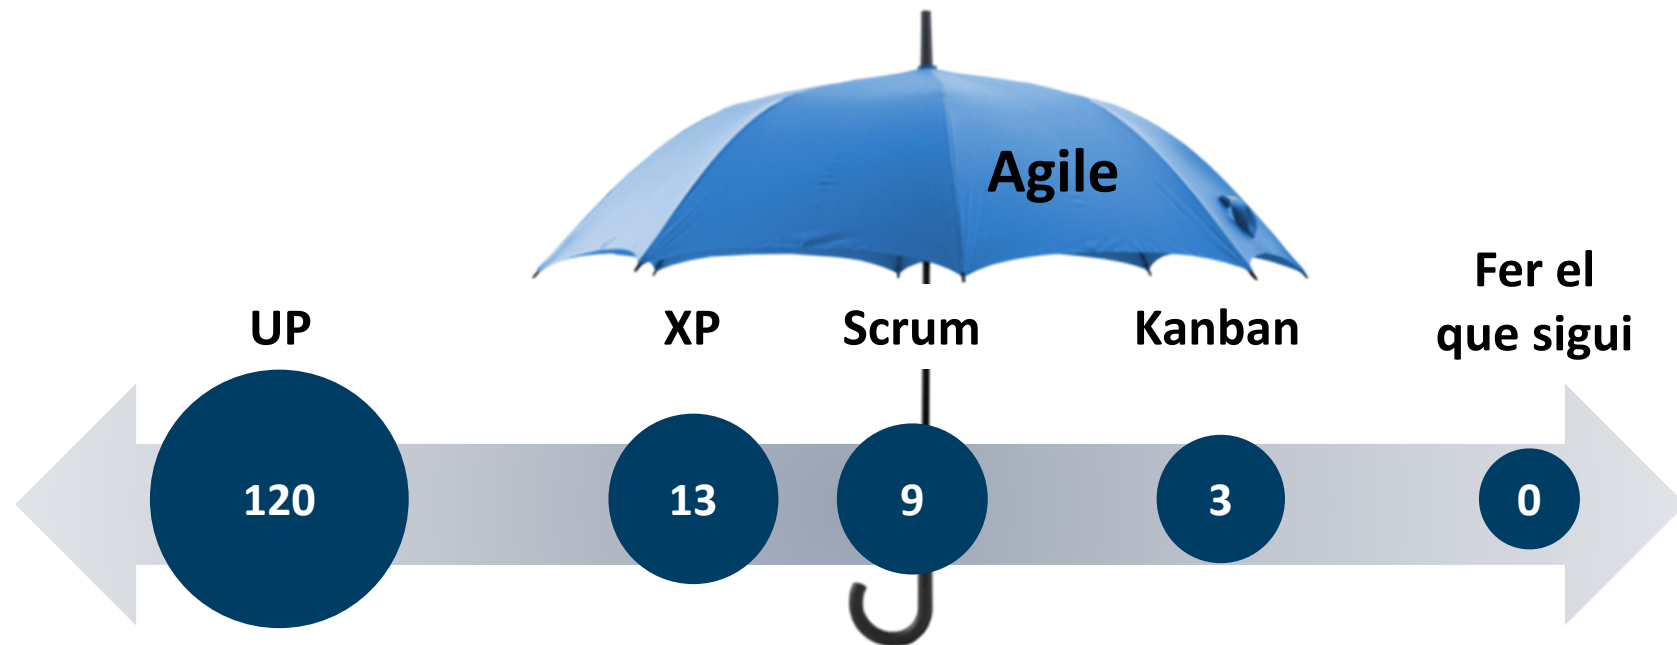 Agile
UP
XP
Scrum
Kanban
Fer el
que sigui
120
13
9
3
0